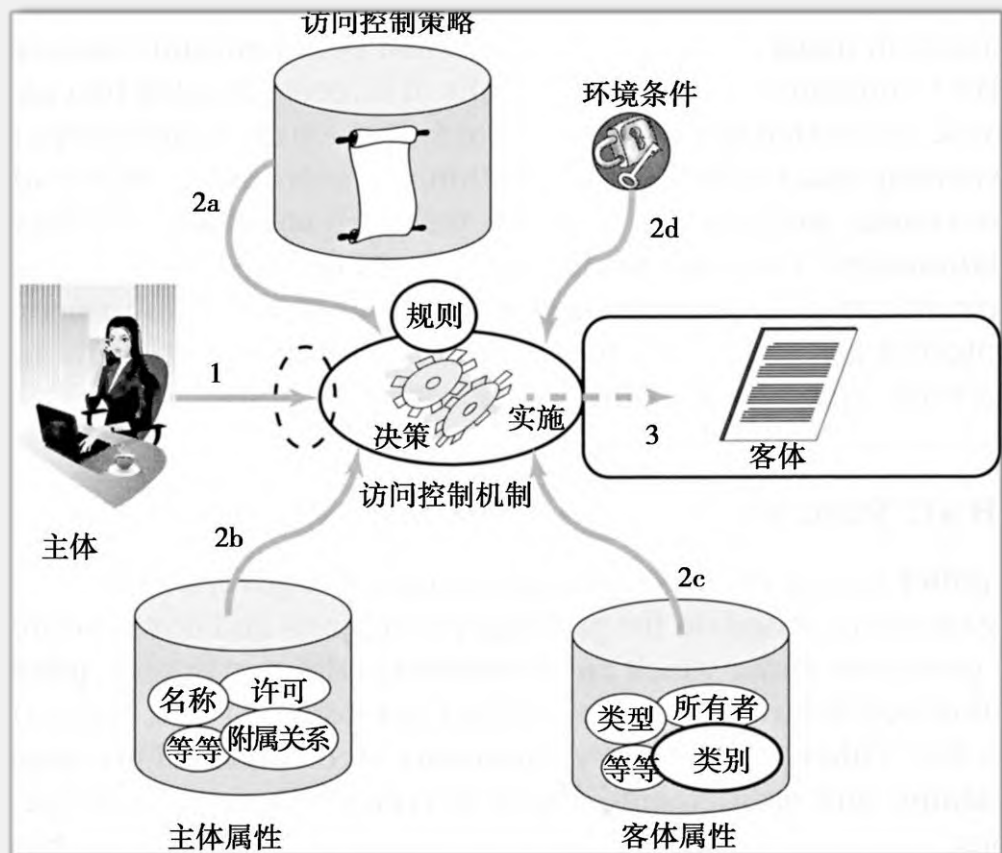 访问控制策略
环境条件
2a
2d
规则
1
决策
实施
3
客体
访问控制机制
主体
2b
2c
名称
许可
等等
附属关系
类型
所有者
等等
类别
主体属性
客体属性